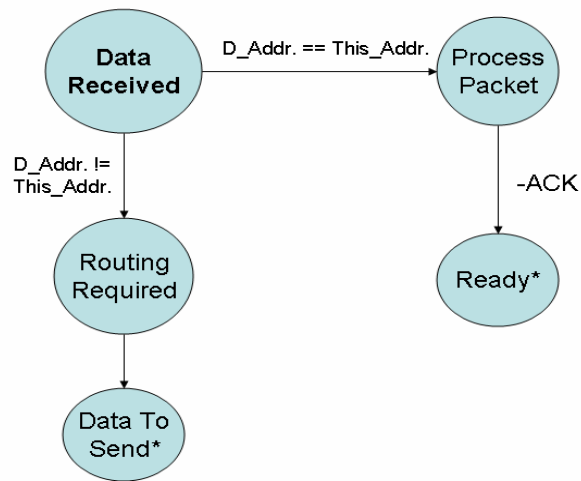 Data
Received
D_Addr. == This_Addr.
Process
Packet
D_Addr. !=
This_Addr.
-ACK
Routing
Required
Ready*
Data To
Send*